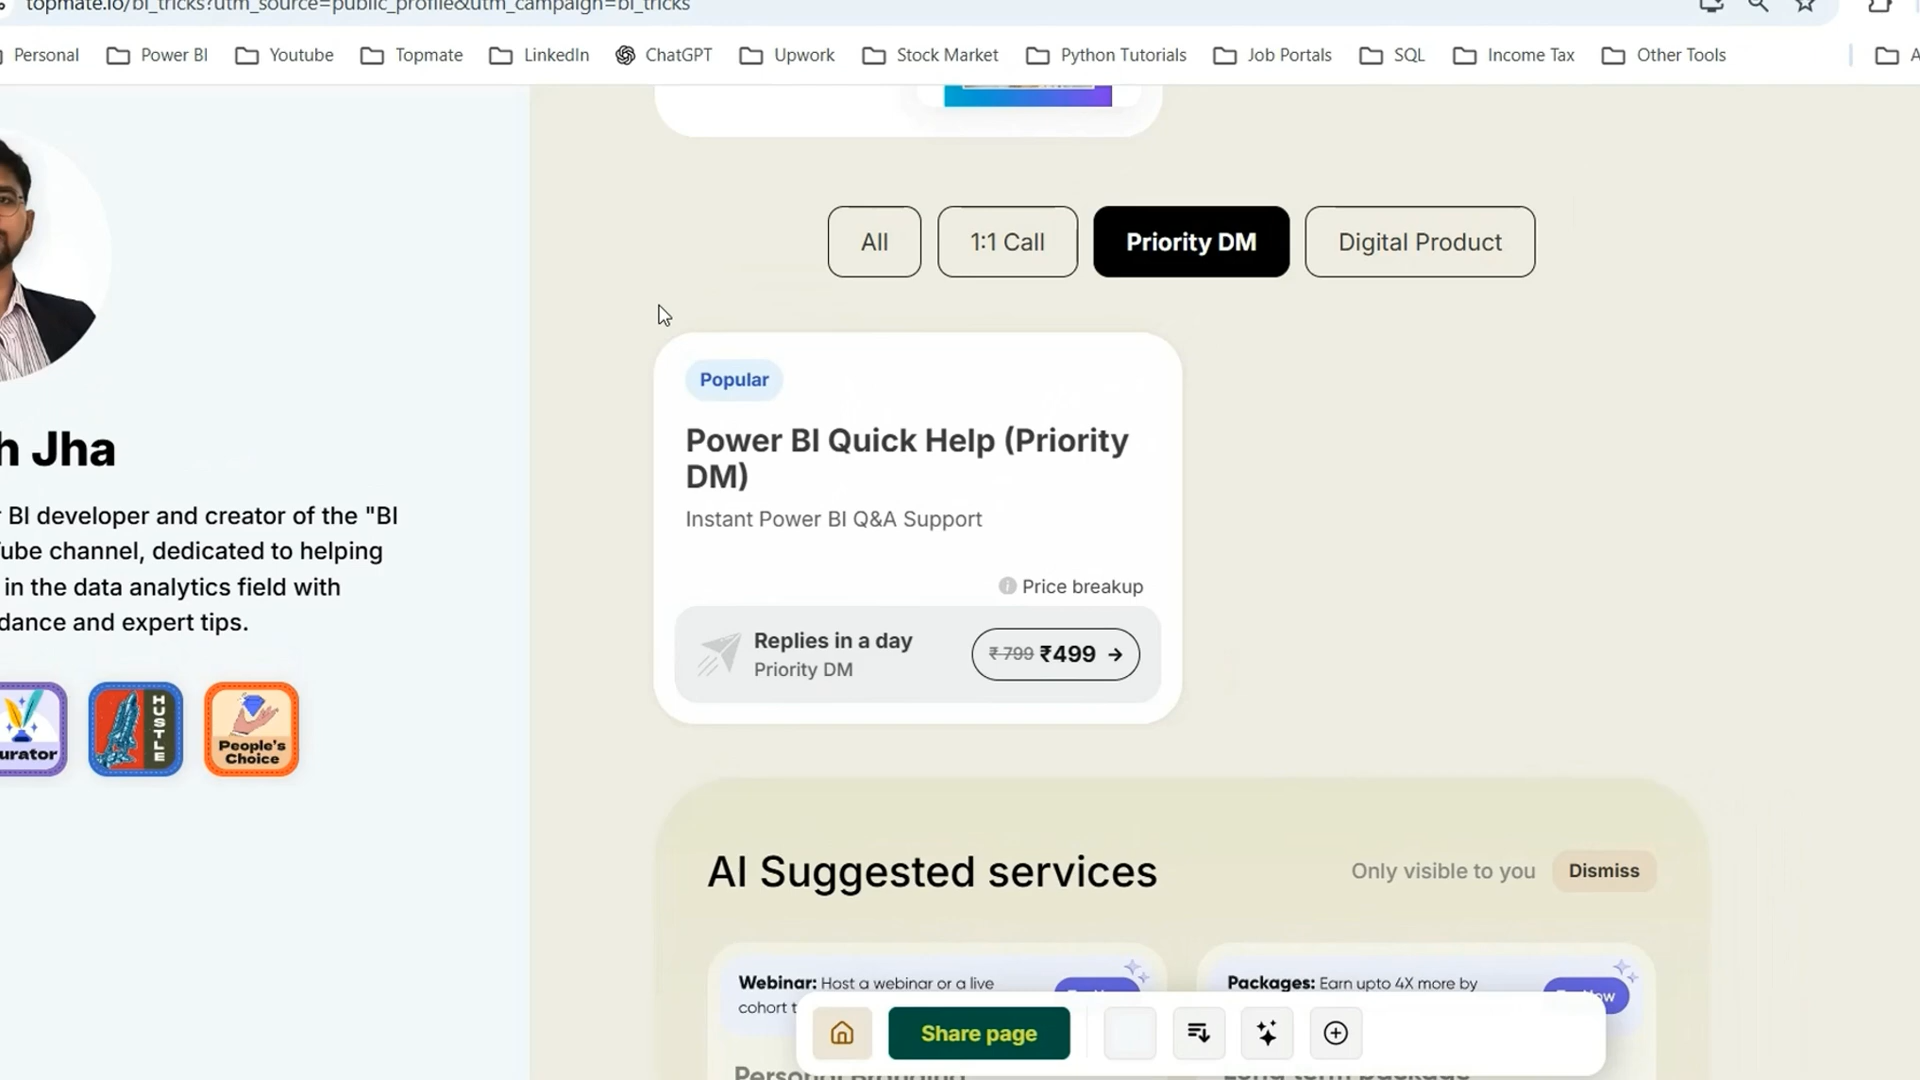 topmate.io/bi_tricks?utm_source=public_profile&utm_campaign=bi_tricks
Personal Power BI Youtube Topmate LinkedIn ChatGPT Upwork Stock Market Python Tutorials Job Portals SQL Income Tax Other Tools
All 1:1 Call Priority DM Digital Product
Popular
Power BI Quick Help (Priority
DM)
Instant Power BI Q&A Support
Price breakup
Replies in a day
Priority DM
₹ 799 ₹499 →
h Jha
BI developer and creator of the "BI
ube channel, dedicated to helping
in the data analytics field with
dance and expert tips.
urator
HUSTLE
People's
Choice
AI Suggested services
Only visible to you Dismiss
Webinar: Host a webinar or a live
cohort t
Packages: Earn upto 4X more by
Share page